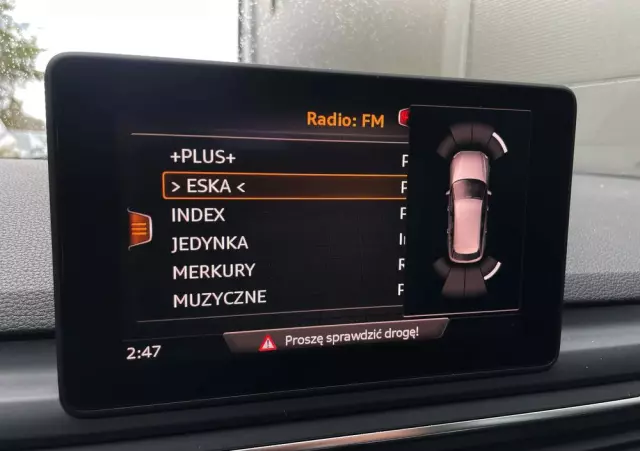 Radio: FM
+PLUS+
> ESKA <
INDEX
JEDYNKA
MERKURY
MUZYCZNE
Proszę sprawdzić drogę!
2:47